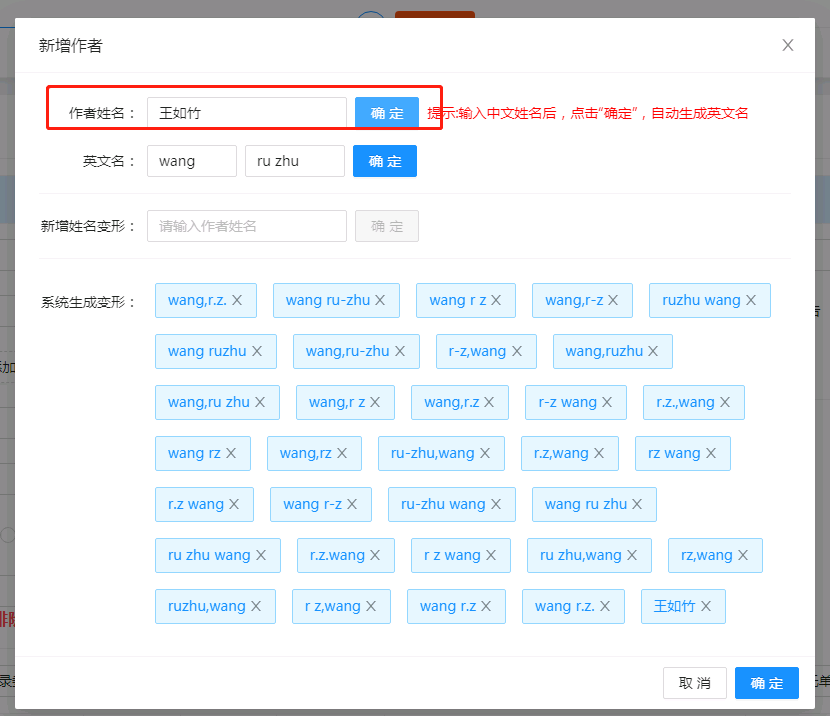 新增作者
作者姓名： 王如竹 确 定 提示:输入中文姓名后，点击“确定”，自动生成英文名
英文名： wang ru zhu 确 定
新增姓名变形： 请输入作者姓名 确 定
系统生成变形： wang,r.z. wang ru-zhu wang r z wang,r-z ruzhu wang
wang ruzhu wang,ru-zhu r-z,wang wang,ruzhu
wang,ru zhu wang,r z wang,r.z r-z wang r.z.,wang
wang rz wang,rz ru-zhu,wang r.z,wang rz wang
r.z wang wang r-z ru-zhu wang wang ru zhu
ru zhu wang r.z.wang r z wang ru zhu,wang rz,wang
ruzhu,wang r z,wang wang r.z wang r.z. 王如竹
取 消 确 定